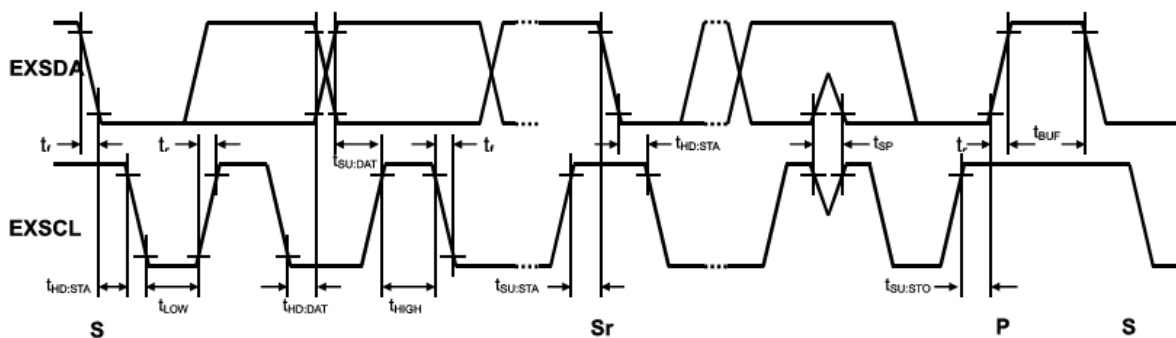 EXSDA
tf
tr
tSU:DAT
tf
tHD:STA
tSP
tr
tBUF
EXSCL
tHD:STA
tLOW
tHD:DAT
tHIGH
tSU:STA
tSU:STO
S
Sr
P
S